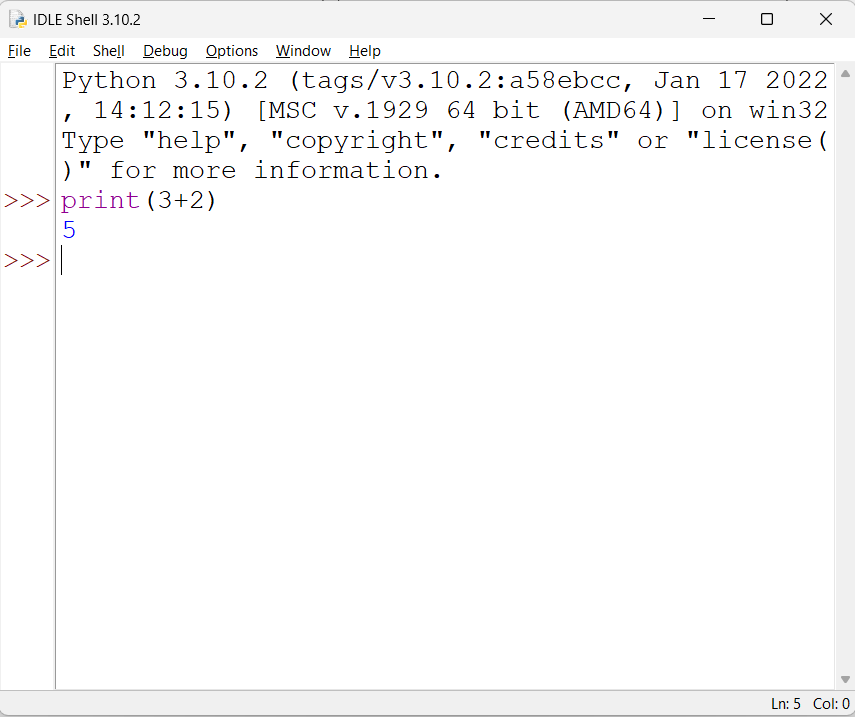 IDLE Shell 3.10.2
File Edit Shell Debug Options Window Help
Python 3.10.2 (tags/v3.10.2:a58ebcc, Jan 17 2022
, 14:12:15) [MSC v.1929 64 bit (AMD64)] on win32
Type "help", "copyright", "credits" or "license(
)" for more information.
>>> print(3+2)
5
>>>
Ln: 5 Col: 0